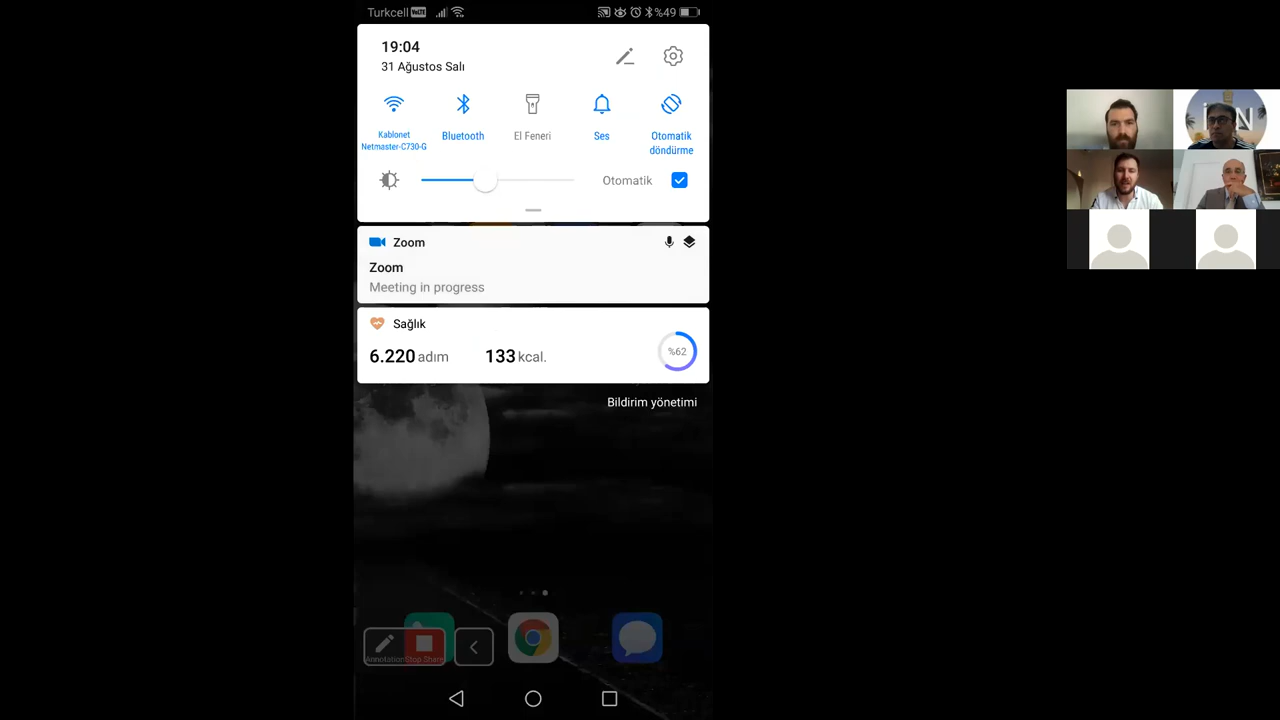 Turkcell VoLTE %49
19:04
31 Ağustos Salı
Kablonet
Netmaster-C730-G
Bluetooth
El Feneri
Ses
Otomatik
döndürme
Otomatik
Zoom
Zoom
Meeting in progress
Sağlık
6.220 adım 133 kcal. %62
Bildirim yönetimi
Annotation Stop Share